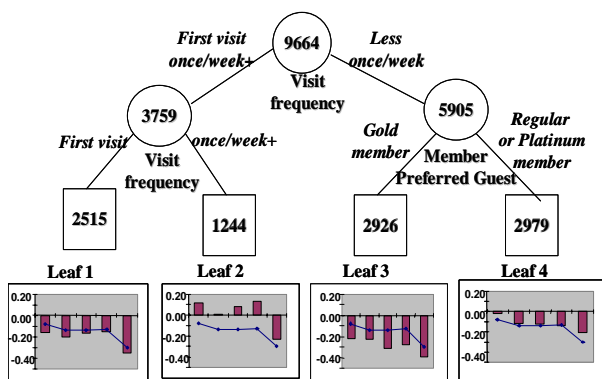 First visit
once/week+
9664
Less
once/week
Visit
frequency
3759
5905
First visit
once/week+
Visit
frequency
Gold
member
Member
Preferred Guest
Regular
or Platinum
member
2515
1244
2926
2979
Leaf 1
Leaf 2
Leaf 3
Leaf 4
0.20
0.00
-0.20
-0.40
0.20
0.00
-0.20
-0.40
0.20
0.00
-0.20
-0.40
0.20
0.00
-0.20
-0.40